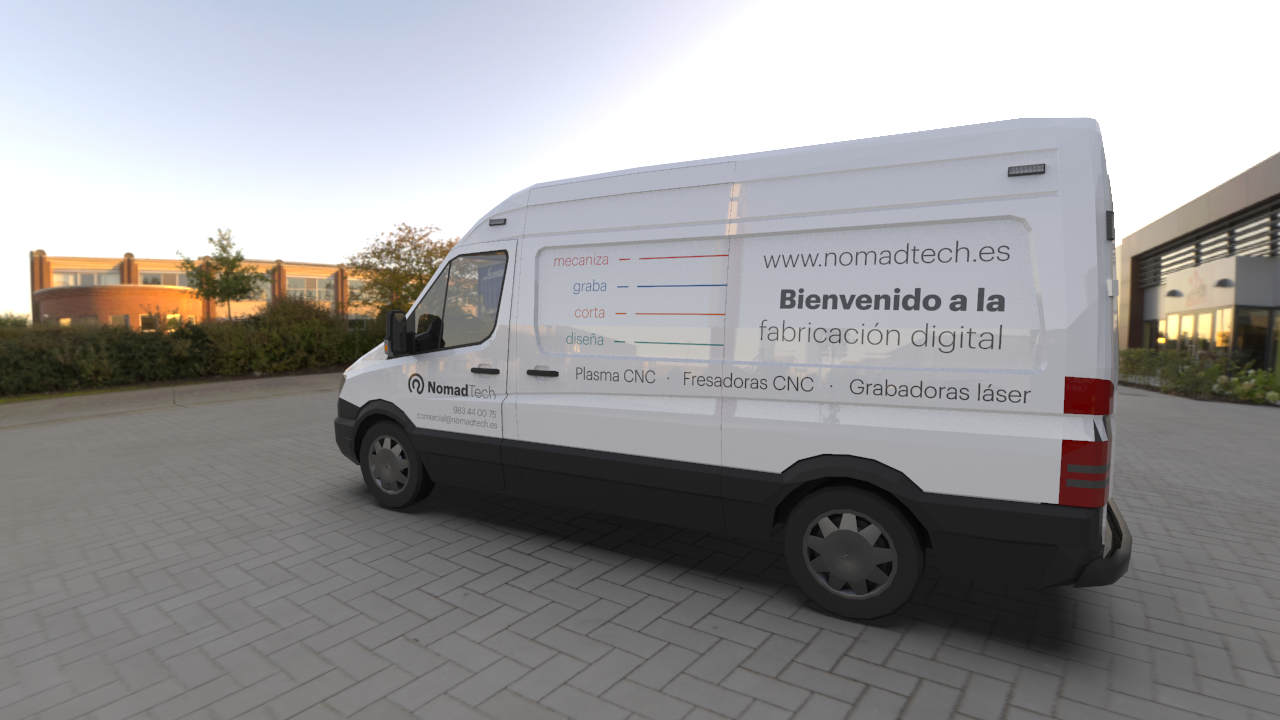 mecaniza
graba
corta
diseña
www.nomadtech.es
Bienvenido a la
fabricación digital
Plasma CNC · Fresadoras CNC · Grabadoras láser
NomadTech
983 44 00 75
comercial@nomadtech.es